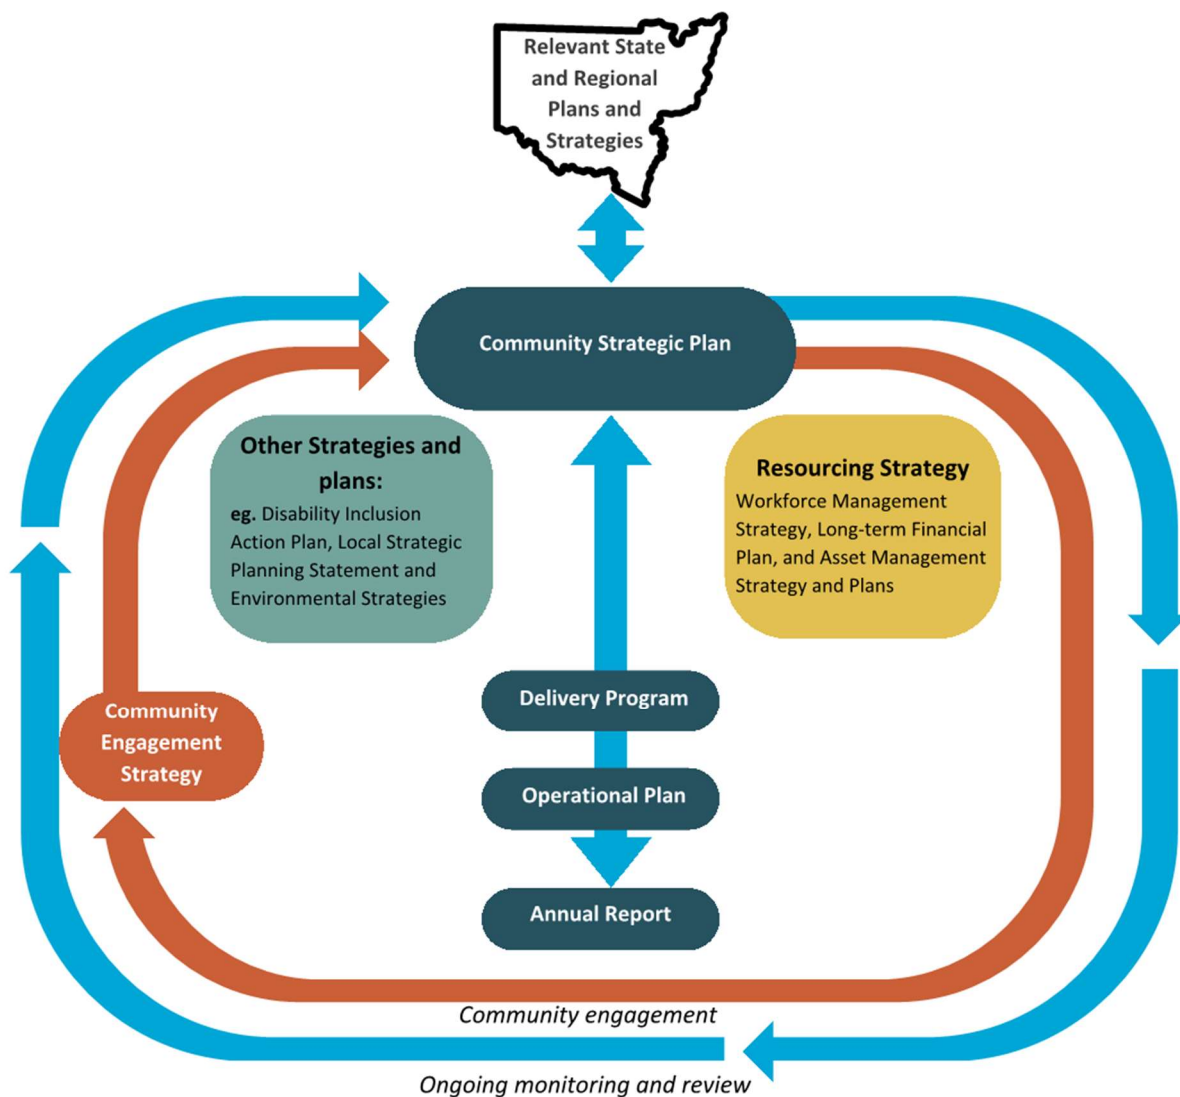 Relevant State
and Regional
Plans and
Strategies
Community Strategic Plan
Other Strategies and
plans:
eg. Disability Inclusion
Action Plan, Local Strategic
Planning Statement and
Environmental Strategies
Resourcing Strategy
Workforce Management
Strategy, Long-term Financial
Plan, and Asset Management
Strategy and Plans
Delivery Program
Community
Engagement
Strategy
Operational Plan
Annual Report
Community engagement
Ongoing monitoring and review